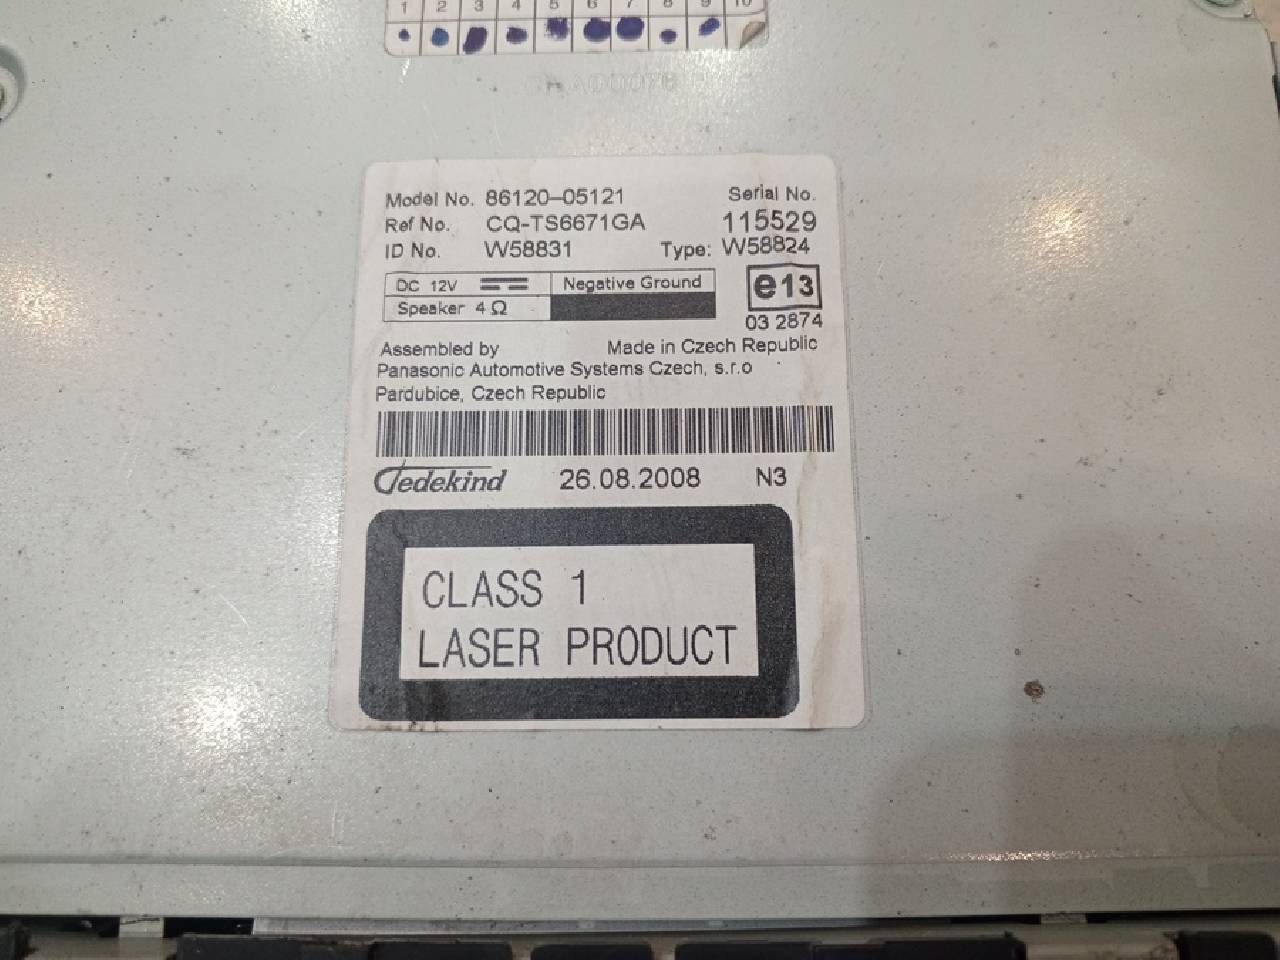 1 2 3 4 5 6 7 8 9 10
Model No. 86120-05121 Serial No.
Ref No. CQ-TS6671GA 115529
ID No. W58831 Type: W58824
DC 12V Negative Ground
Speaker 4 Ω
e13
03 2874
Assembled by Made in Czech Republic
Panasonic Automotive Systems Czech, s.r.o
Pardubice, Czech Republic
Jedekind 26.08.2008 N3
CLASS 1
LASER PRODUCT